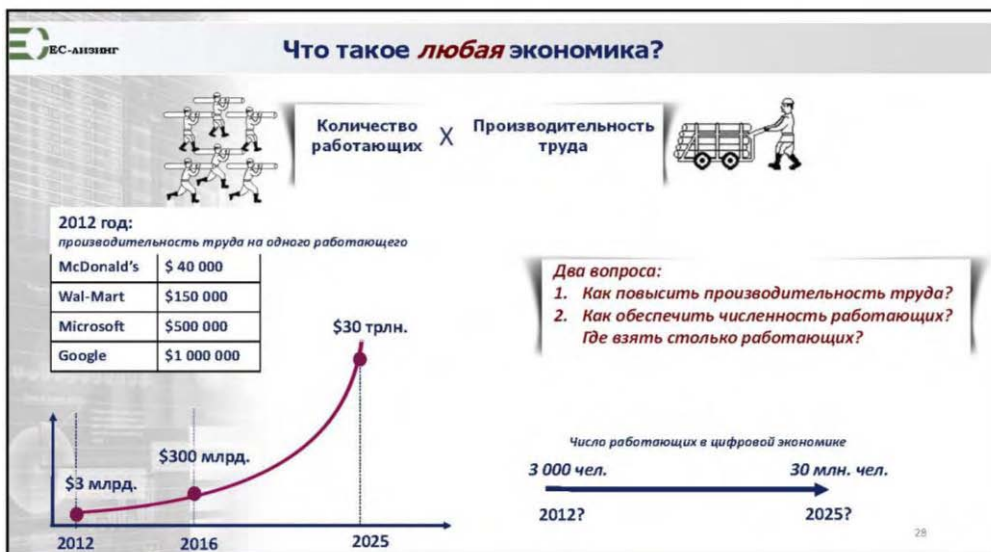 ЕС-лизинг
Что такое любая экономика?
Количество
работающих
X
Производительность
труда
2012 год:
производительность труда на одного работающего
McDonald's $ 40 000
Wal-Mart $150 000
Microsoft $500 000
Google $1 000 000
Два вопроса:
1. Как повысить производительность труда?
2. Как обеспечить численность работающих?
Где взять столько работающих?
$30 трлн.
$300 млрд.
$3 млрд.
2012 2016 2025
Число работающих в цифровой экономике
3 000 чел. 30 млн. чел.
2012? 2025?
28